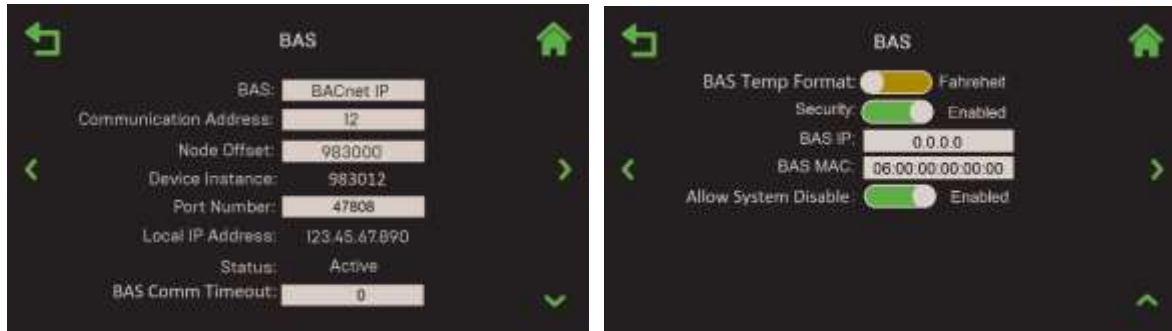 BAS
BAS: BACnet IP
Communication Address: 12
Node Offset: 983000
Device Instance: 983012
Port Number: 47808
Local IP Address: 123.45.67.890
Status: Active
BAS Comm Timeout: 0
BAS
BAS Temp Format: Fahreheit
Security: Enabled
BAS IP: 0.0.0.0
BAS MAC: 06:00:00:00:00:00
Allow System Disable: Enabled